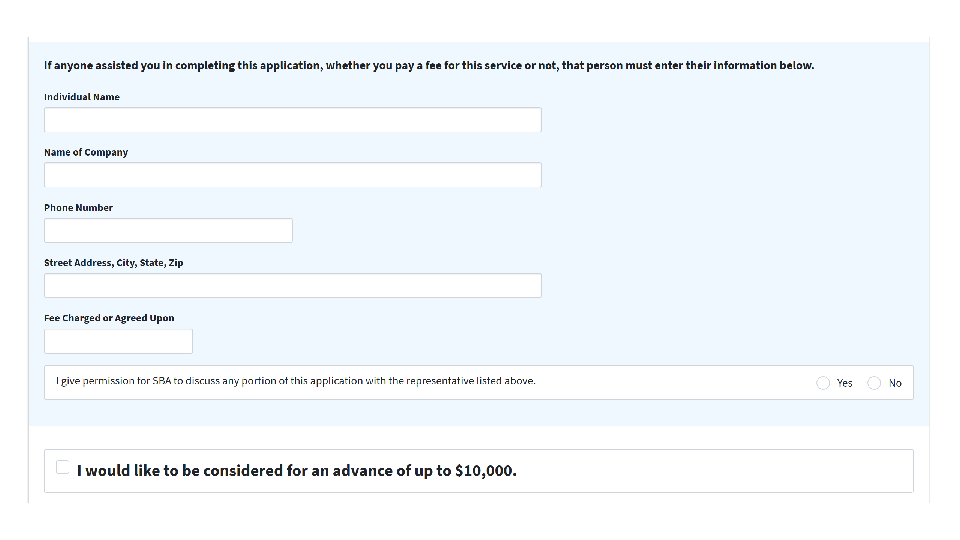 If anyone assisted you in completing this application, whether you pay a fee for this service or not, that person must enter their information below.
Individual Name
Name of Company
Phone Number
Street Address, City, State, Zip
Fee Charged or Agreed Upon
I give permission for SBA to discuss any portion of this application with the representative listed above. Yes No
I would like to be considered for an advance of up to $10,000.